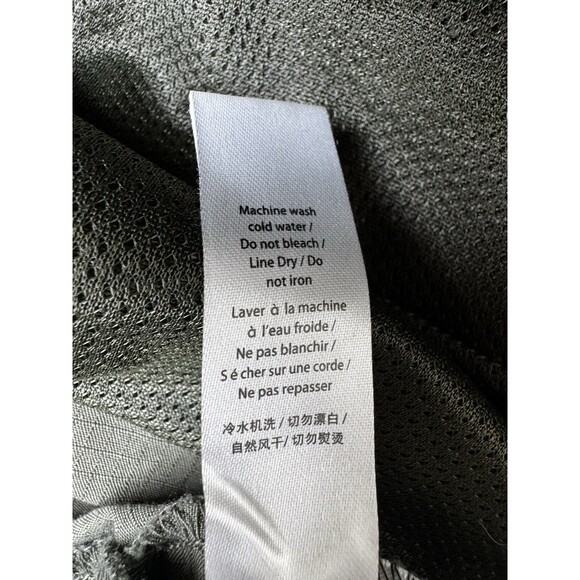 Machine wash
cold water /
Do not bleach /
Line Dry / Do
not iron
Laver à la machine
à l'eau froide /
Ne pas blanchir /
S é cher sur une corde /
Ne pas repasser
冷水机洗 / 切勿漂白 /
自然风干 / 切勿熨烫